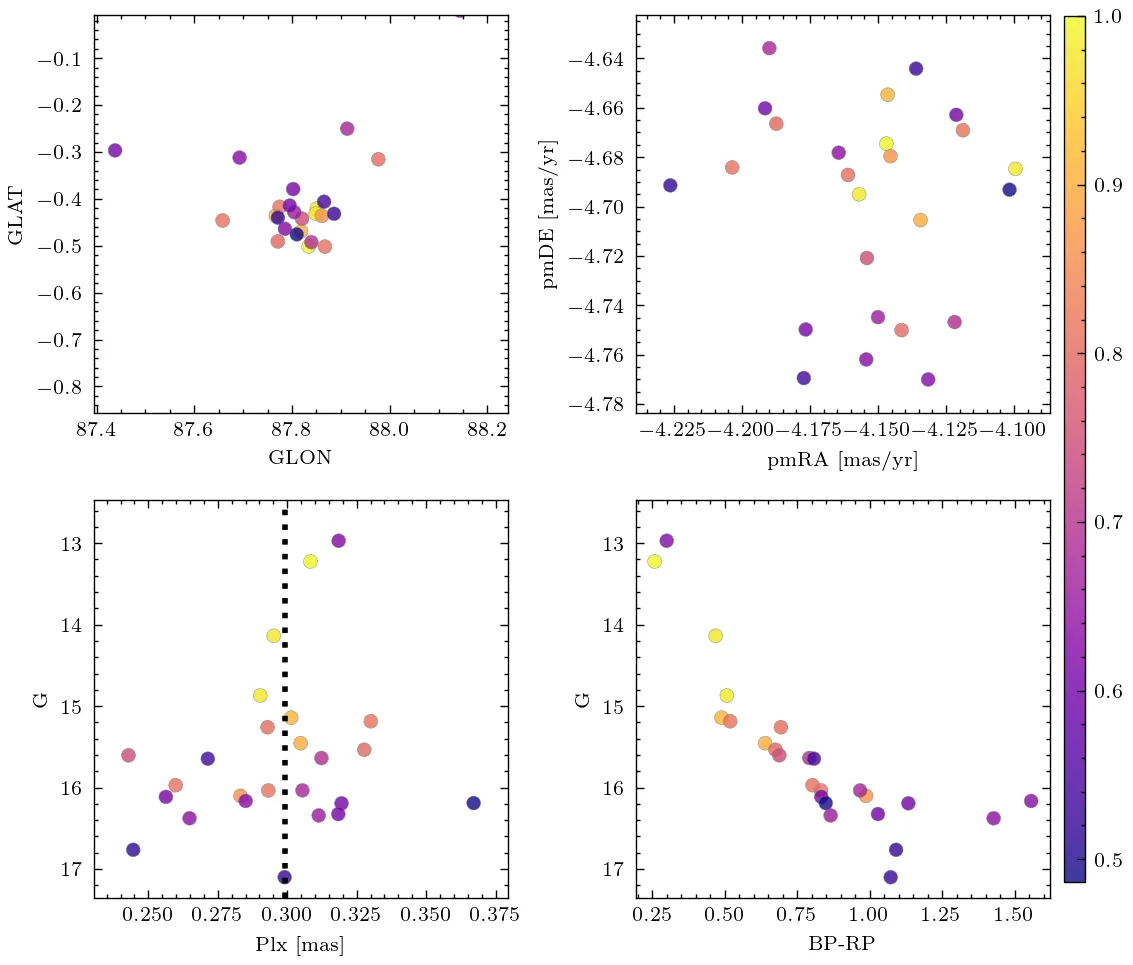 −0.1
−0.2
−0.3
−0.4
−0.5
−0.6
−0.7
−0.8
GLAT
87.4 87.6 87.8 88.0 88.2
GLON
−4.64
−4.66
−4.68
−4.70
−4.72
−4.74
−4.76
−4.78
pmDE [mas/yr]
−4.225 −4.200 −4.175 −4.150 −4.125 −4.100
pmRA [mas/yr]
1.0
0.9
0.8
0.7
0.6
0.5
13
14
15
16
17
G
0.250 0.275 0.300 0.325 0.350 0.375
Plx [mas]
13
14
15
16
17
G
0.25 0.50 0.75 1.00 1.25 1.50
BP-RP